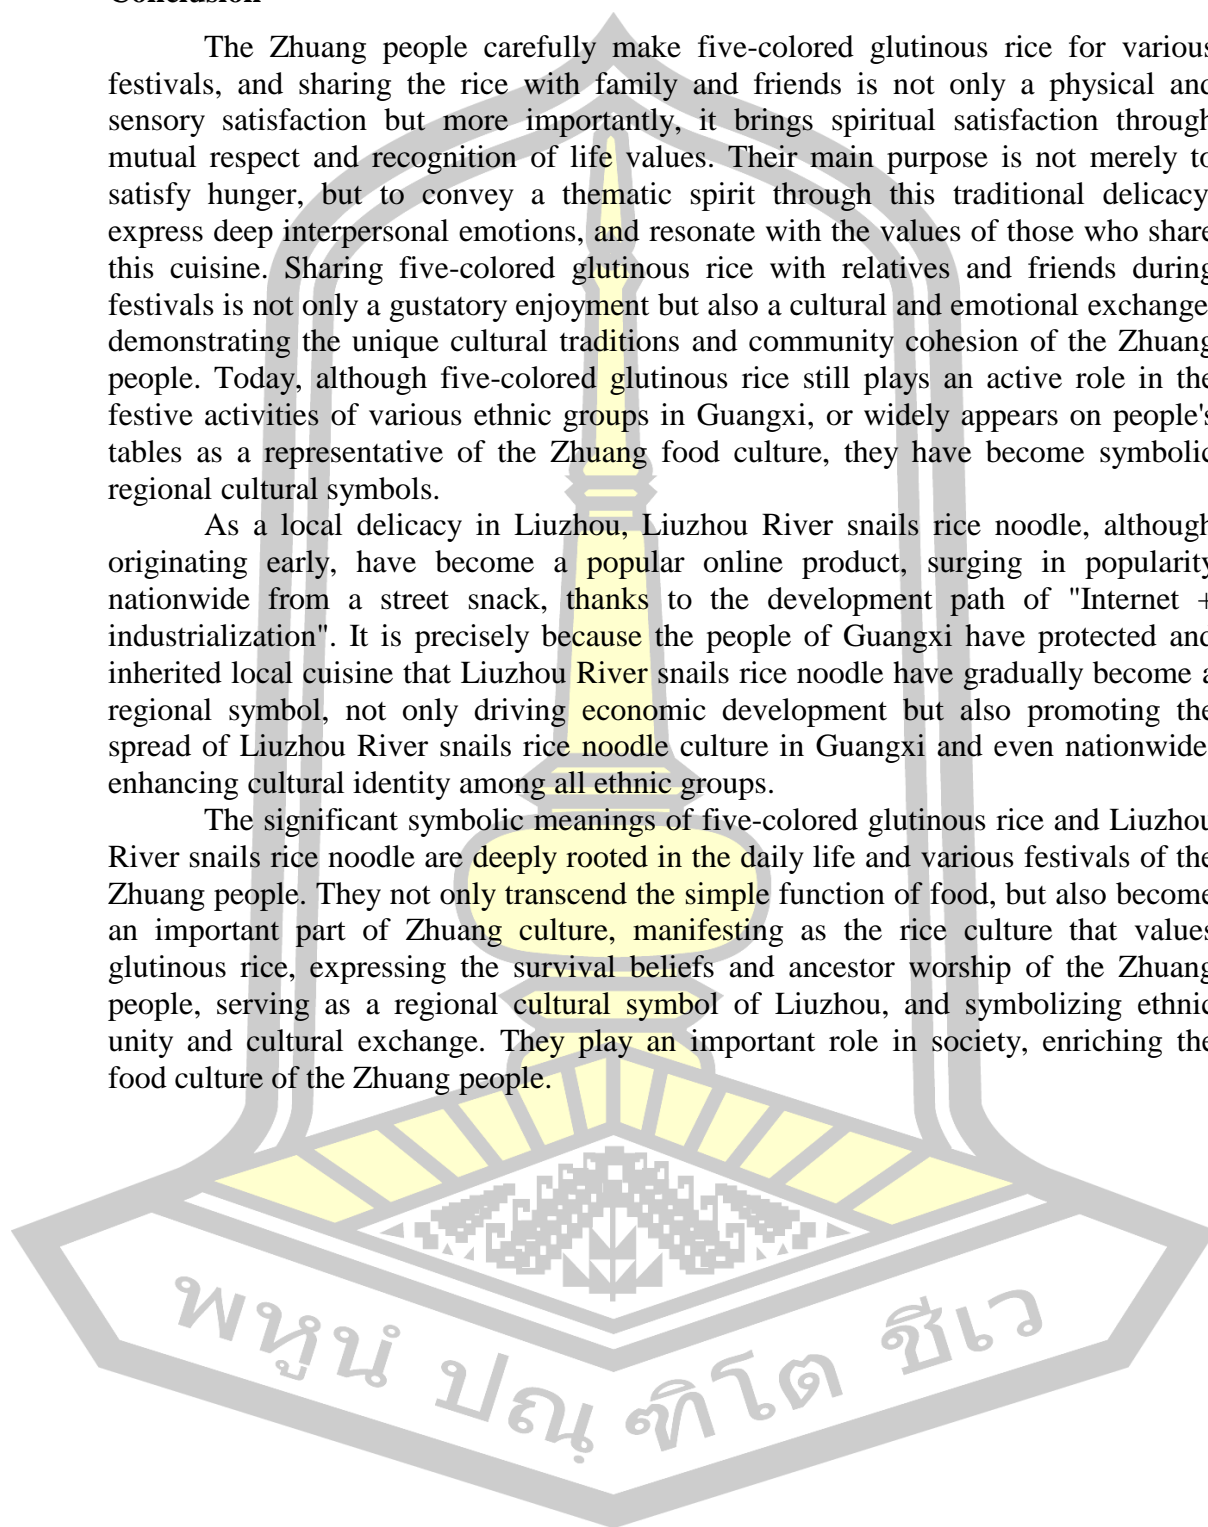 Conclusion
The Zhuang people carefully make five-colored glutinous rice for various
festivals, and sharing the rice with family and friends is not only a physical and
sensory satisfaction but more importantly, it brings spiritual satisfaction through
mutual respect and recognition of life values. Their main purpose is not merely to
satisfy hunger, but to convey a thematic spirit through this traditional delicacy
express deep interpersonal emotions, and resonate with the values of those who share
this cuisine. Sharing five-colored glutinous rice with relatives and friends during
festivals is not only a gustatory enjoyment but also a cultural and emotional exchange
demonstrating the unique cultural traditions and community cohesion of the Zhuang
people. Today, although five-colored glutinous rice still plays an active role in the
festive activities of various ethnic groups in Guangxi, or widely appears on people's
tables as a representative of the Zhuang food culture, they have become symbolic
regional cultural symbols.
As a local delicacy in Liuzhou, Liuzhou River snails rice noodle, although
originating early, have become a popular online product, surging in popularity
nationwide from a street snack, thanks to the development path of "Internet +
industrialization". It is precisely because the people of Guangxi have protected and
inherited local cuisine that Liuzhou River snails rice noodle have gradually become a
regional symbol, not only driving economic development but also promoting the
spread of Liuzhou River snails rice noodle culture in Guangxi and even nationwide
enhancing cultural identity among all ethnic groups.
The significant symbolic meanings of five-colored glutinous rice and Liuzhou
River snails rice noodle are deeply rooted in the daily life and various festivals of the
Zhuang people. They not only transcend the simple function of food, but also become
an important part of Zhuang culture, manifesting as the rice culture that values
glutinous rice, expressing the survival beliefs and ancestor worship of the Zhuang
people, serving as a regional cultural symbol of Liuzhou, and symbolizing ethnic
unity and cultural exchange. They play an important role in society, enriching the
food culture of the Zhuang people.
พหูนํ ปณฺฑิโต ชีเว